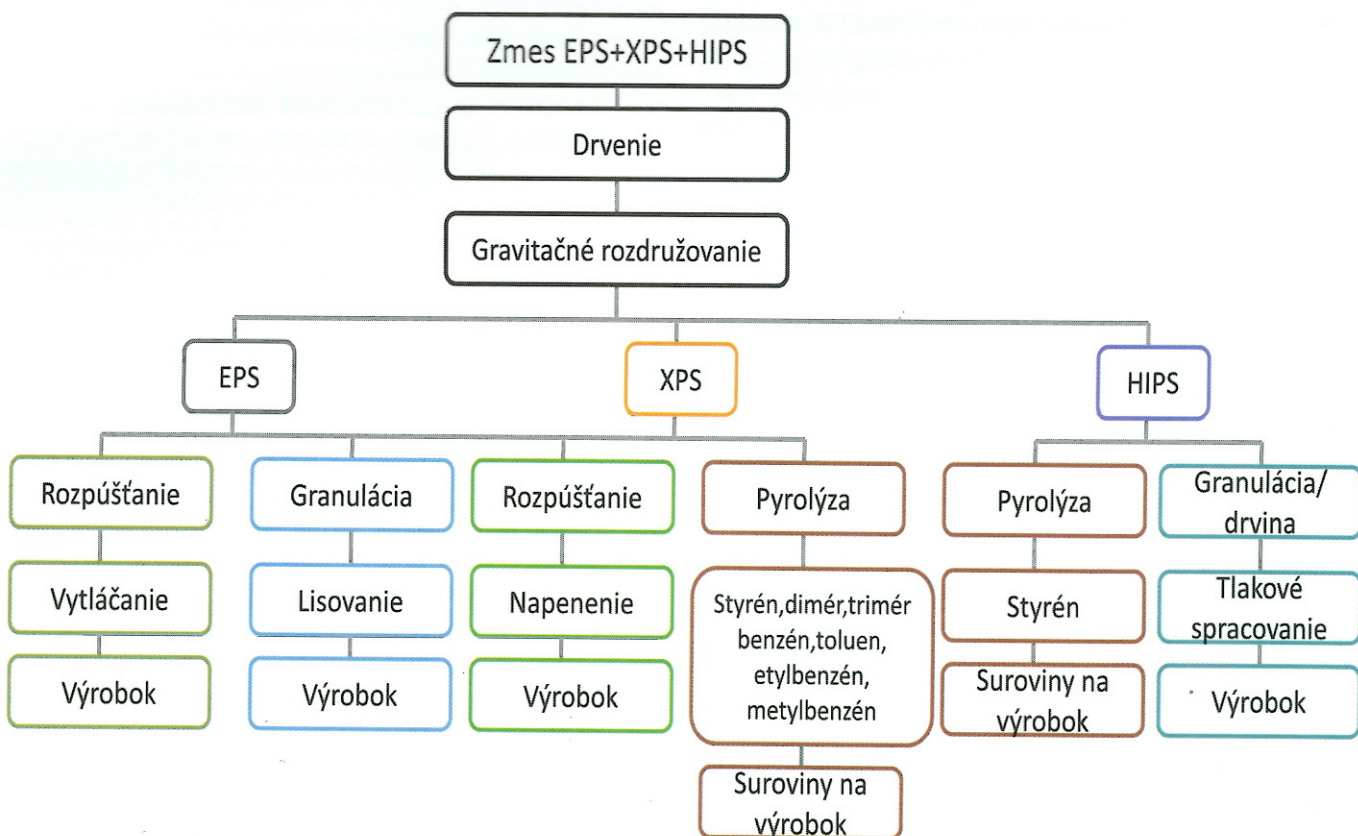 Zmes EPS+XPS+HIPS
Drvenie
Gravitačné rozdružovanie
EPS
XPS
HIPS
Rozpúšťanie
Granulácia
Rozpúšťanie
Pyrolýza
Pyrolýza
Granulácia/
drvina
Vytláčanie
Lisovanie
Napenenie
Styrén,dimér,trimér
benzén,toluen,
etylbenzén,
metylbenzén
Styrén
Tlakové
spracovanie
Výrobok
Výrobok
Výrobok
Suroviny na
výrobok
Suroviny na
výrobok
Výrobok